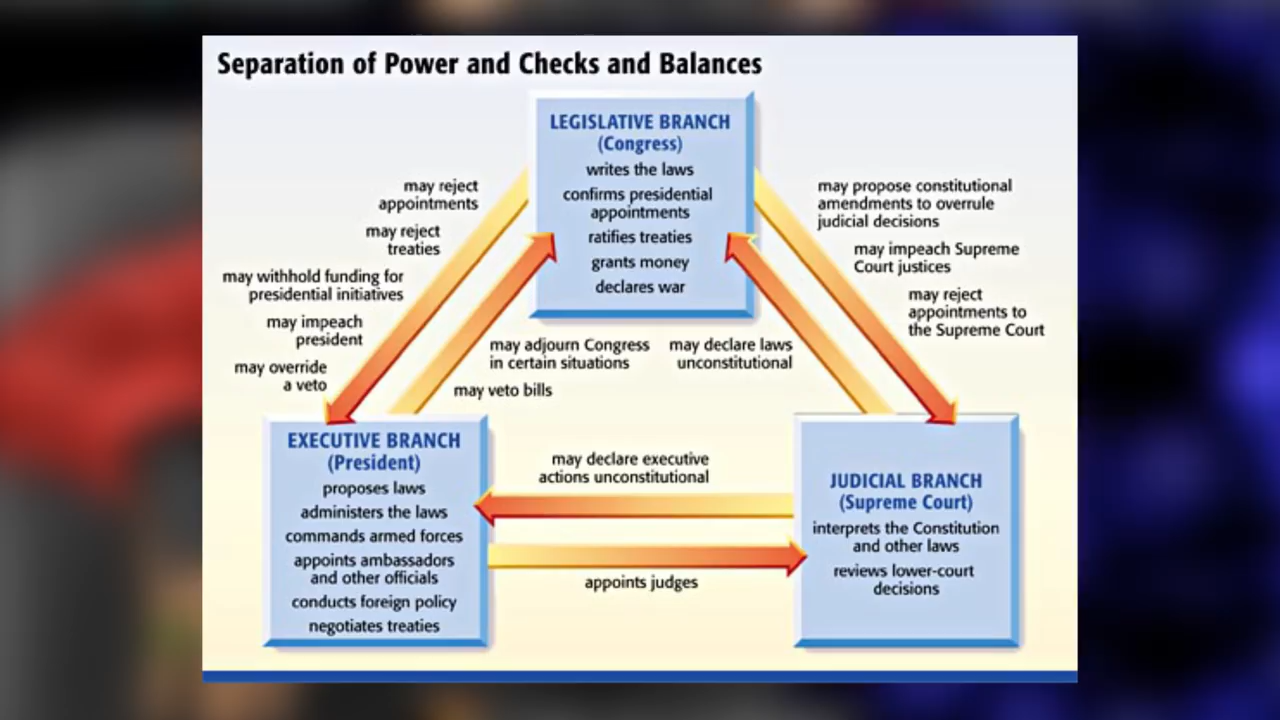 Separation of Power and Checks and Balances
LEGISLATIVE BRANCH
(Congress)
writes the laws
confirms presidential
appointments
ratifies treaties
grants money
declares war
may reject
appointments
may reject
treaties
may withhold funding for
presidential initiatives
may impeach
president
may override
a veto
may propose constitutional
amendments to overrule
judicial decisions
may impeach Supreme
Court justices
may reject
appointments to
the Supreme Court
may adjourn Congress
in certain situations
may veto bills
may declare laws
unconstitutional
EXECUTIVE BRANCH
(President)
proposes laws
administers the laws
commands armed forces
appoints ambassadors
and other officials
conducts foreign policy
negotiates treaties
may declare executive
actions unconstitutional
appoints judges
JUDICIAL BRANCH
(Supreme Court)
interprets the Constitution
and other laws
reviews lower-court
decisions